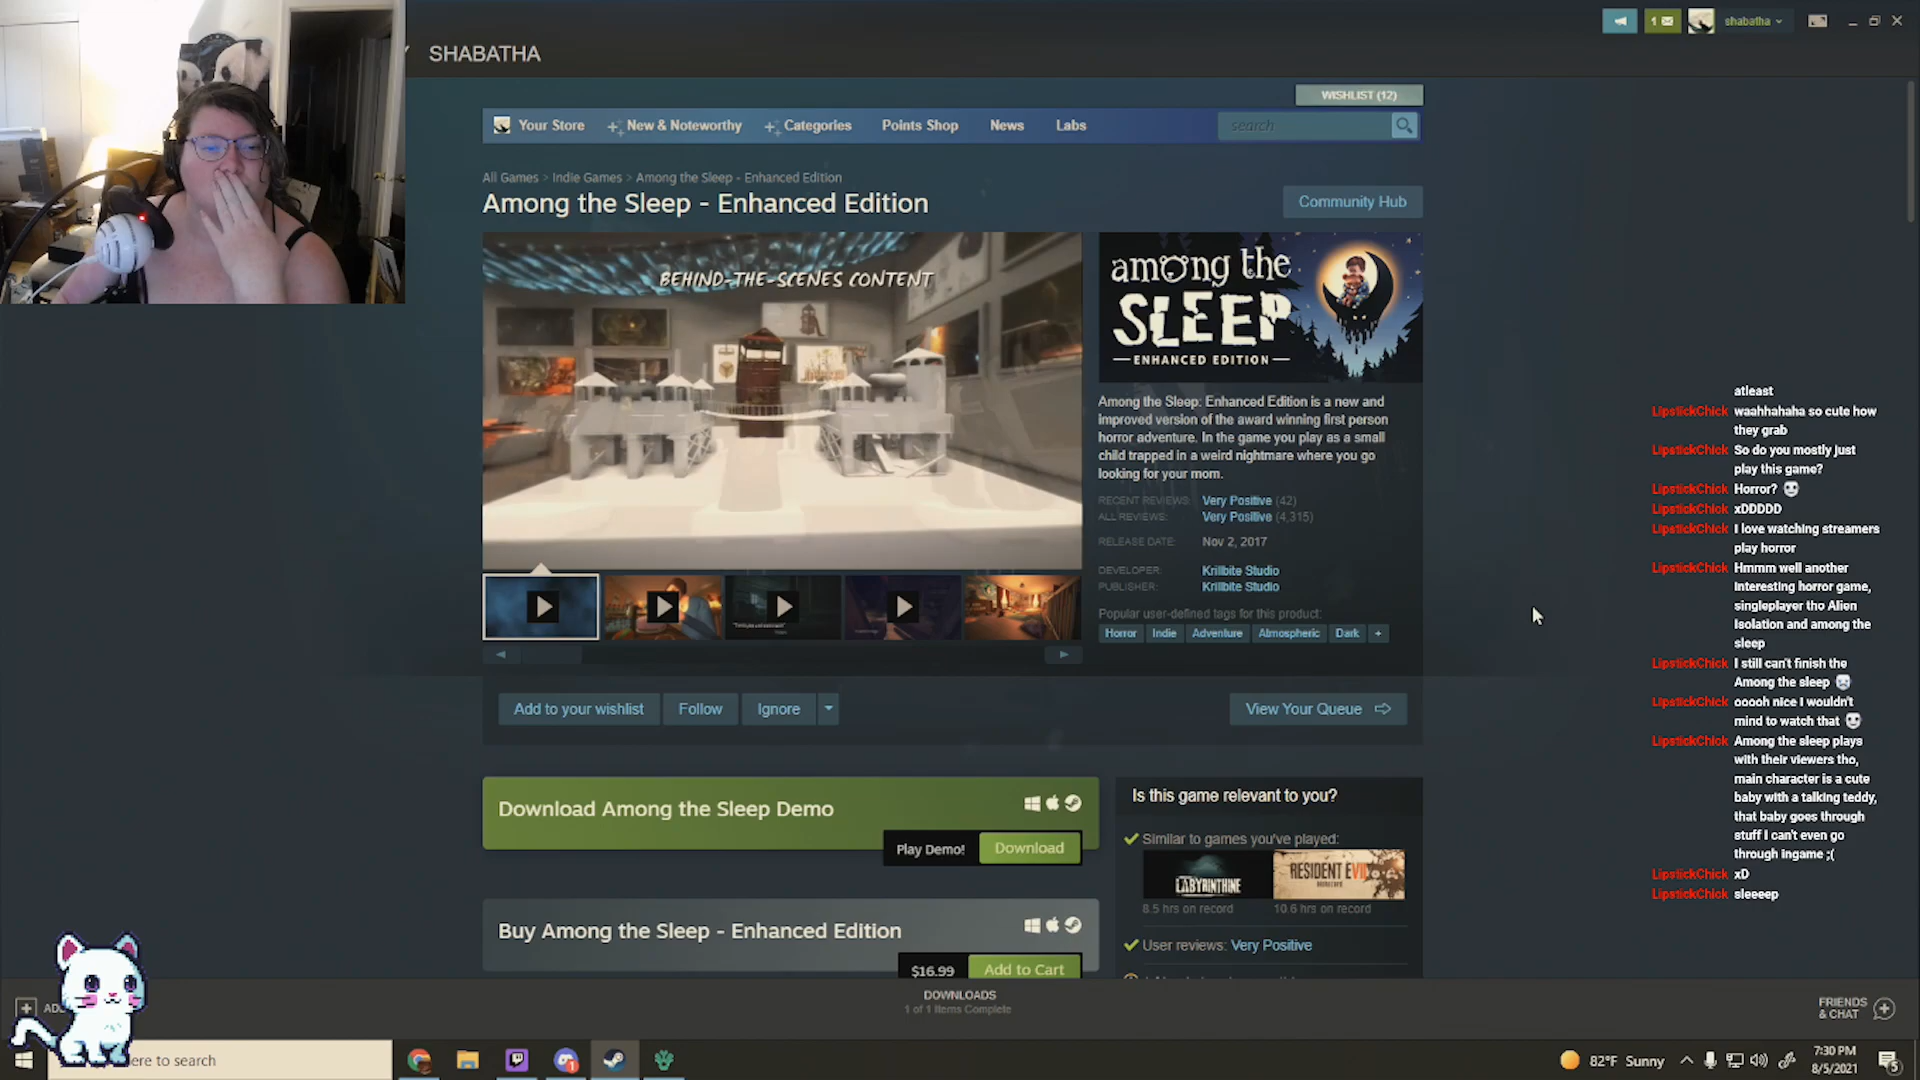 SHABATHA
1
shabatha
WISHLIST (12)
Your Store
New & Noteworthy
Categories
Points Shop
News
Labs
search
All Games > Indie Games > Among the Sleep - Enhanced Edition
Among the Sleep - Enhanced Edition
Community Hub
BEHIND-THE-SCENES CONTENT
among the
SLEEP
ENHANCED EDITION
Among the Sleep: Enhanced Edition is a new and
improved version of the award winning first person
horror adventure. In the game you play as a small
child trapped in a weird nightmare where you go
looking for your mom.
RECENT REVIEWS: Very Positive (42)
ALL REVIEWS: Very Positive (4,315)
RELEASE DATE: Nov 2, 2017
DEVELOPER: Krillbite Studio
PUBLISHER: Krillbite Studio
Popular user-defined tags for this product:
Horror Indie Adventure Atmospheric Dark +
Add to your wishlist
Follow
Ignore
View Your Queue
Download Among the Sleep Demo
Play Demo!
Download
Buy Among the Sleep - Enhanced Edition
$16.99
Add to Cart
Is this game relevant to you?
Similar to games you've played:
LABYRINTHINE
RESIDENT EVIL
8.5 hrs on record
10.6 hrs on record
User reviews: Very Positive
atleast
LipstickChick waahhahaha so cute how
they grab
LipstickChick So do you mostly just
play this game?
LipstickChick Horror?
LipstickChick xDDDDD
LipstickChick I love watching streamers
play horror
LipstickChick Hmmm well another
interesting horror game,
singleplayer tho Alien
Isolation and among the
sleep
LipstickChick I still can't finish the
Among the sleep
LipstickChick ooooh nice I wouldn't
mind to watch that
LipstickChick Among the sleep plays
with their viewers tho,
main character is a cute
baby with a talking teddy,
that baby goes through
stuff I can't even go
through ingame ;(
LipstickChick xD
LipstickChick sleeeep
DOWNLOADS
1 of 1 Items Complete
FRIENDS
& CHAT
ere to search
82°F Sunny
7:30 PM
8/5/2021
5